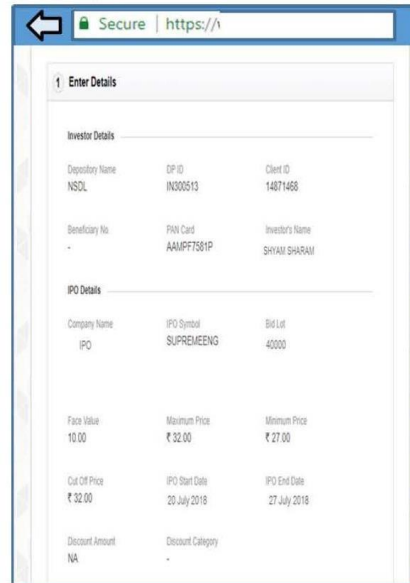 Secure | https://
1 Enter Details
Investor Details
Depository Name DP ID Client ID
NSDL IN300513 14871468
Beneficiary No PAN Card Investor's Name
- AAMPF7581P SHYAM SHARAM
IPO Details
Company Name IPO Symbol Bid Lot
IPO SUPREMEENG 40000
Face Value Maximum Price Minimum Price
10.00 ₹ 32.00 ₹ 27.00
Cut Off Price IPO Start Date IPO End Date
₹ 32.00 20 July 2018 27 July 2018
Discount Amount Discount Category
NA -